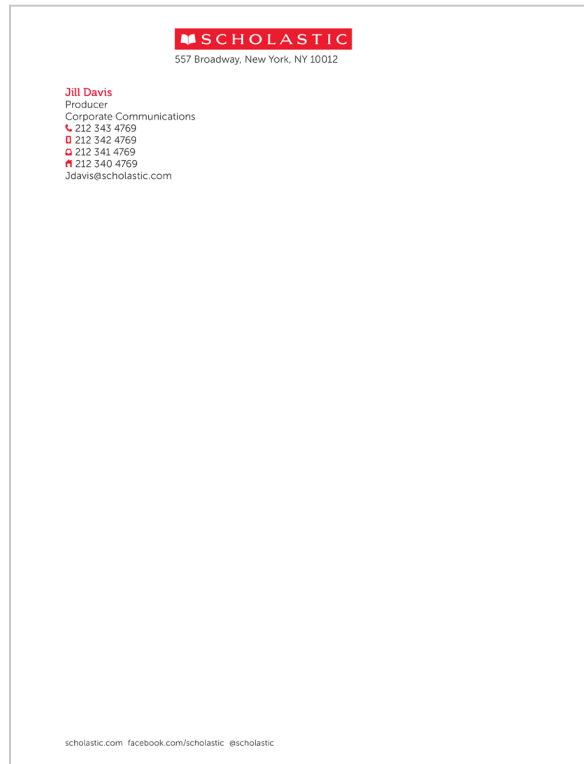 SCHOLASTIC
557 Broadway, New York, NY 10012
Jill Davis
Producer
Corporate Communications
212 343 4769
212 342 4769
212 341 4769
212 340 4769
Jdavis@scholastic.com
scholastic.com facebook.com/scholastic @scholastic